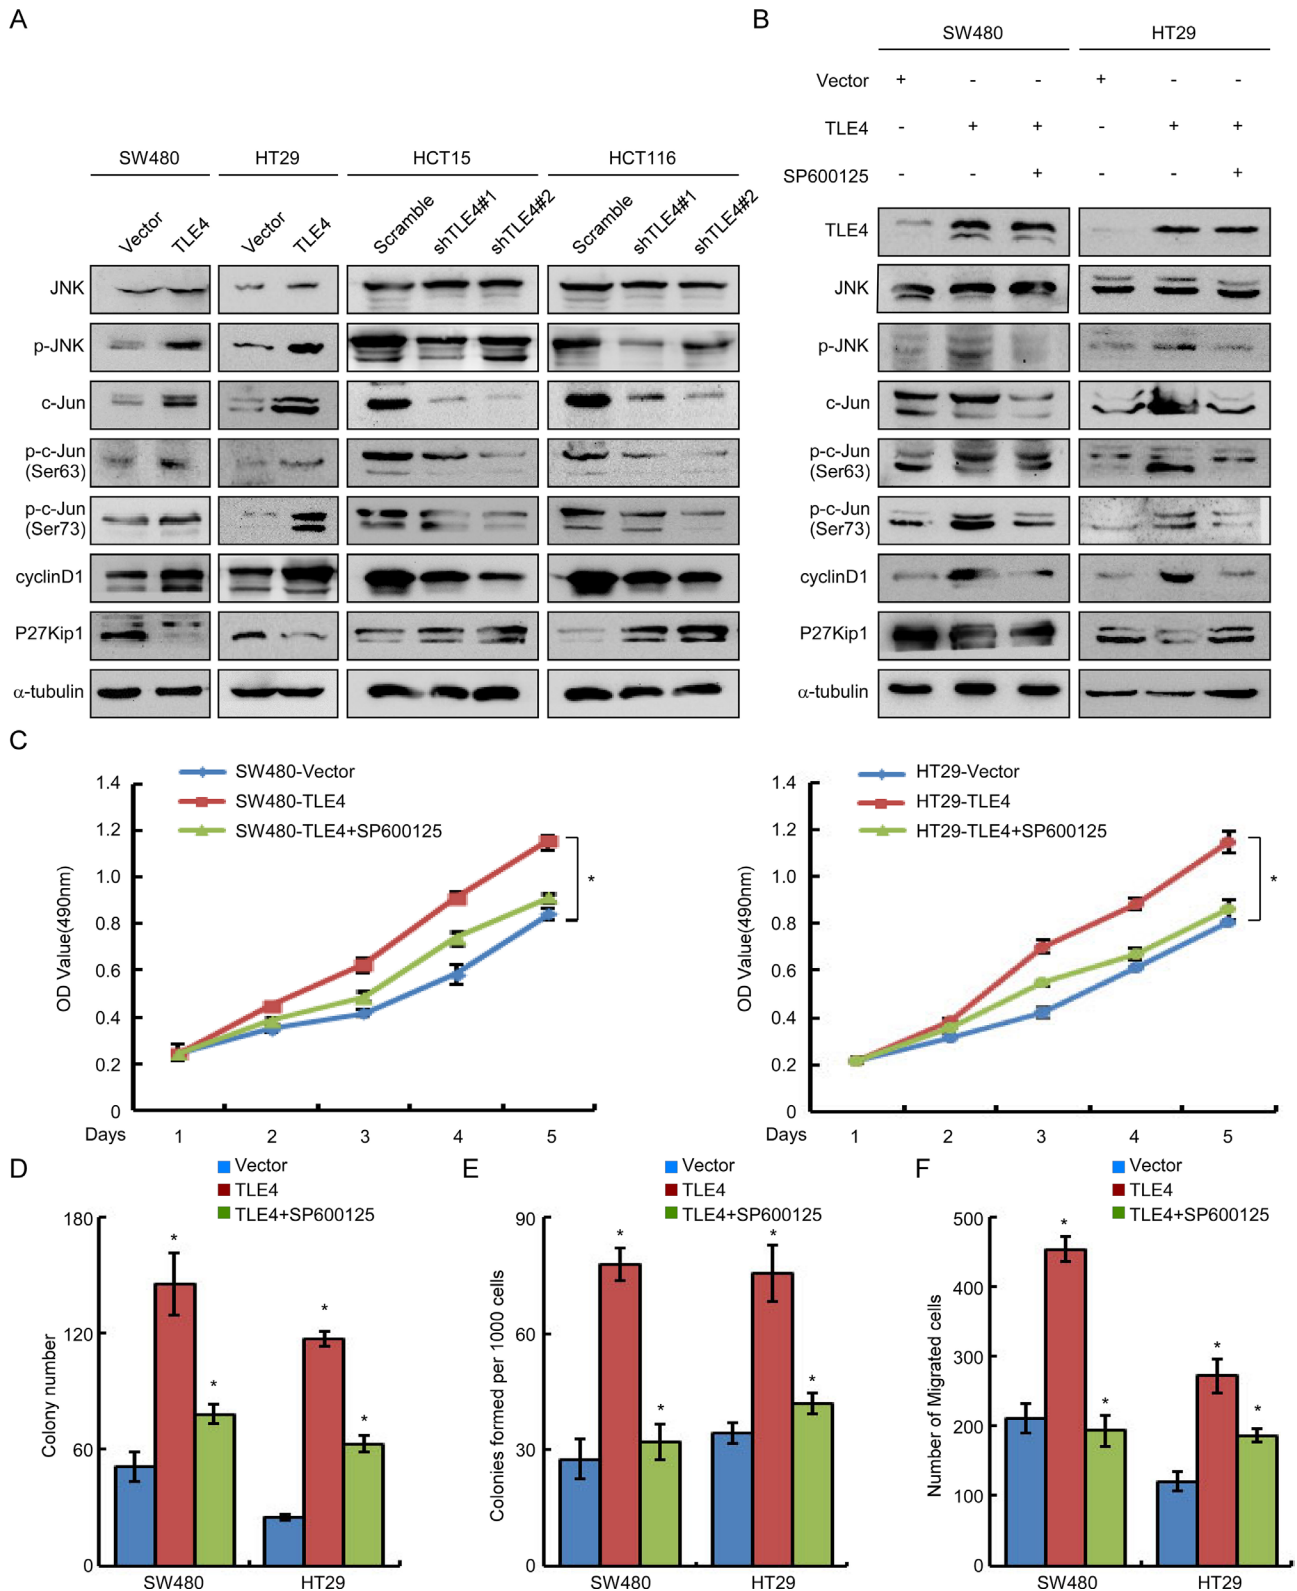 A
SW480 HT29 HCT15 HCT116
Vector TLE4 Vector TLE4 Scramble shTLE4#1 shTLE4#2 Scramble shTLE4#1 shTLE4#2
JNK
p-JNK
c-Jun
p-c-Jun
(Ser63)
p-c-Jun
(Ser73)
cyclinD1
P27Kip1
α-tubulin
B
SW480 HT29
Vector + - - + - -
TLE4 - + + - + +
SP600125 - - + - - +
TLE4
JNK
p-JNK
c-Jun
p-c-Jun
(Ser63)
p-c-Jun
(Ser73)
cyclinD1
P27Kip1
α-tubulin
C
SW480-Vector
SW480-TLE4
SW480-TLE4+SP600125
OD Value(490nm)
1.4
1.2
1.0
0.8
0.6
0.4
0.2
0
*
Days 1 2 3 4 5
HT29-Vector
HT29-TLE4
HT29-TLE4+SP600125
OD Value(490nm)
1.4
1.2
1.0
0.8
0.6
0.4
0.2
0
*
Days 1 2 3 4 5
D
Vector
TLE4
TLE4+SP600125
Colony number
180
120
60
0
* * * *
SW480 HT29
E
Vector
TLE4
TLE4+SP600125
Colonies formed per 1000 cells
90
60
30
0
* * * *
SW480 HT29
F
Vector
TLE4
TLE4+SP600125
Number of Migrated cells
500
400
300
200
100
0
* * * *
SW480 HT29